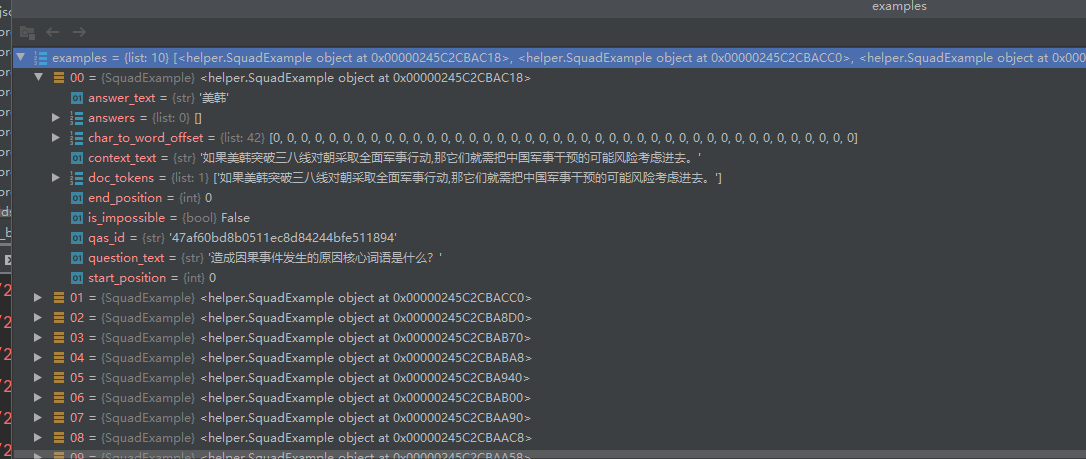 examples
examples = {list: 10} [<helper.SquadExample object at 0x00000245C2CBAC18>, <helper.SquadExample object at 0x00000245C2CBACC0>, <helper.SquadExample object at 0x000
00 = {SquadExample} <helper.SquadExample object at 0x00000245C2CBAC18>
answer_text = {str} '美韩'
answers = {list: 0} []
char_to_word_offset = {list: 42} [0, 0, 0, 0, 0, 0, 0, 0, 0, 0, 0, 0, 0, 0, 0, 0, 0, 0, 0, 0, 0, 0, 0, 0, 0, 0, 0, 0, 0, 0, 0, 0, 0, 0, 0, 0, 0, 0, 0, 0, 0, 0]
context_text = {str} '如果美韩突破三八线对朝采取全面军事行动,那它们就需把中国军事干预的可能风险考虑进去。'
doc_tokens = {list: 1} ['如果美韩突破三八线对朝采取全面军事行动,那它们就需把中国军事干预的可能风险考虑进去。']
end_position = {int} 0
is_impossible = {bool} False
qas_id = {str} '47af60bd8b0511ec8d84244bfe511894'
question_text = {str} '造成因果事件发生的原因核心词语是什么？'
start_position = {int} 0
01 = {SquadExample} <helper.SquadExample object at 0x00000245C2CBACC0>
02 = {SquadExample} <helper.SquadExample object at 0x00000245C2CBA8D0>
03 = {SquadExample} <helper.SquadExample object at 0x00000245C2CBAB70>
04 = {SquadExample} <helper.SquadExample object at 0x00000245C2CBABA8>
05 = {SquadExample} <helper.SquadExample object at 0x00000245C2CBA940>
06 = {SquadExample} <helper.SquadExample object at 0x00000245C2CBAB00>
07 = {SquadExample} <helper.SquadExample object at 0x00000245C2CBAA90>
08 = {SquadExample} <helper.SquadExample object at 0x00000245C2CBAAC8>
09 = {SquadExample} <helper.SquadExample object at 0x00000245C2CBAA58>